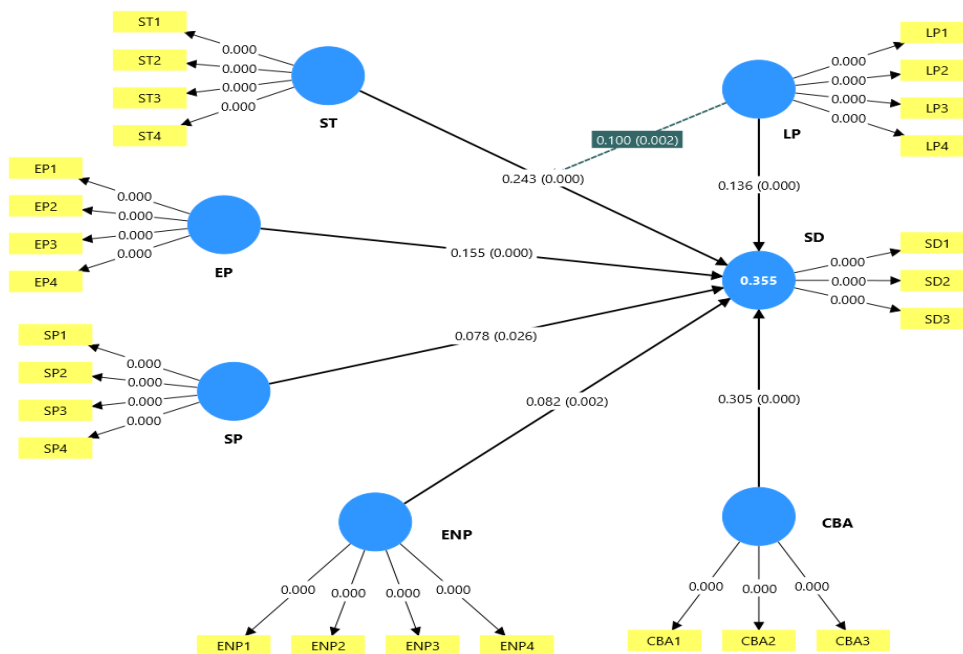 ST1
ST2
ST3
ST4
0.000
0.000
0.000
0.000
ST
LP1
LP2
LP3
LP4
0.000
0.000
0.000
0.000
LP
0.100 (0.002)
0.243 (0.000)
0.136 (0.000)
EP1
EP2
EP3
EP4
0.000
0.000
0.000
0.000
EP
0.155 (0.000)
SD
0.355
0.000
0.000
0.000
SD1
SD2
SD3
SP1
SP2
SP3
SP4
0.000
0.000
0.000
0.000
SP
0.078 (0.026)
0.082 (0.002)
0.305 (0.000)
ENP
0.000
0.000
0.000
0.000
ENP1
ENP2
ENP3
ENP4
CBA
0.000
0.000
0.000
CBA1
CBA2
CBA3